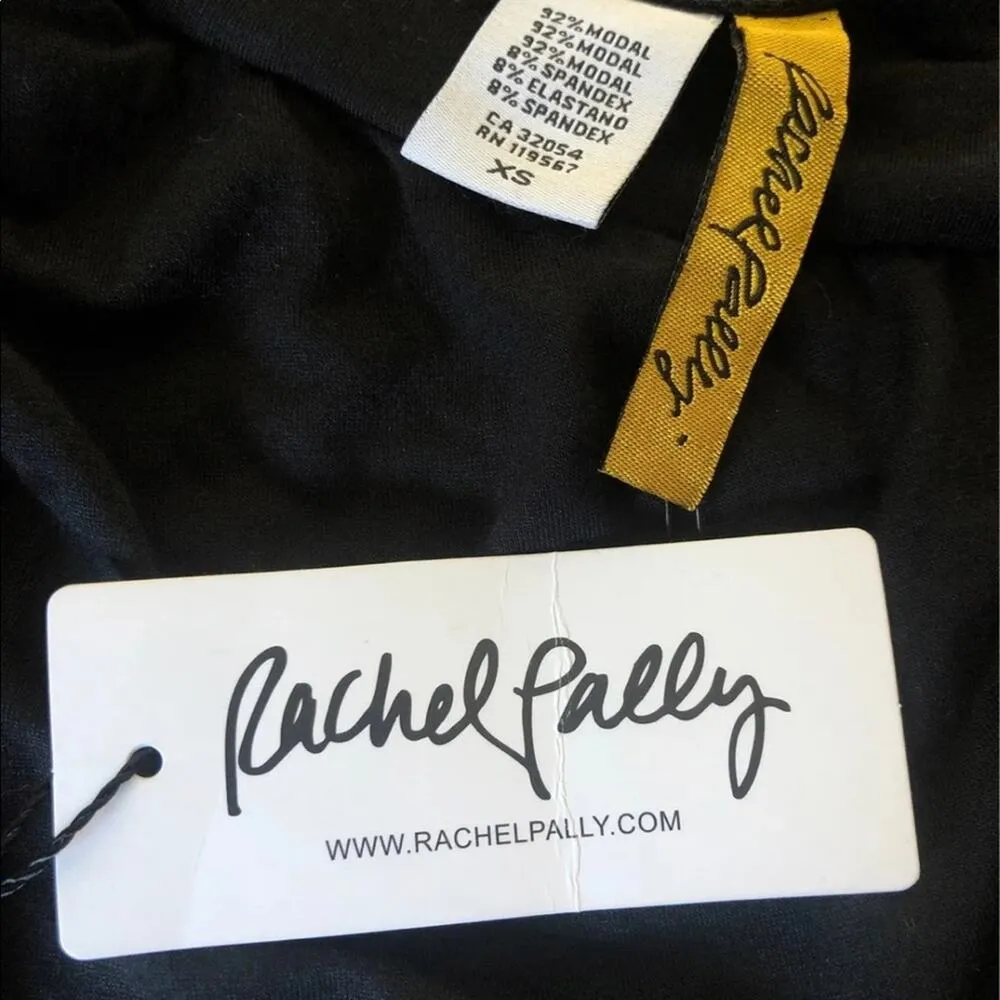 92% MODAL
92% MODAL
92% MODAL
8% SPANDEX
8% ELASTANO
8% SPANDEX
CA 32054
RN 119567
XS
Rachel Pally.
Rachel Pally
WWW.RACHELPALLY.COM